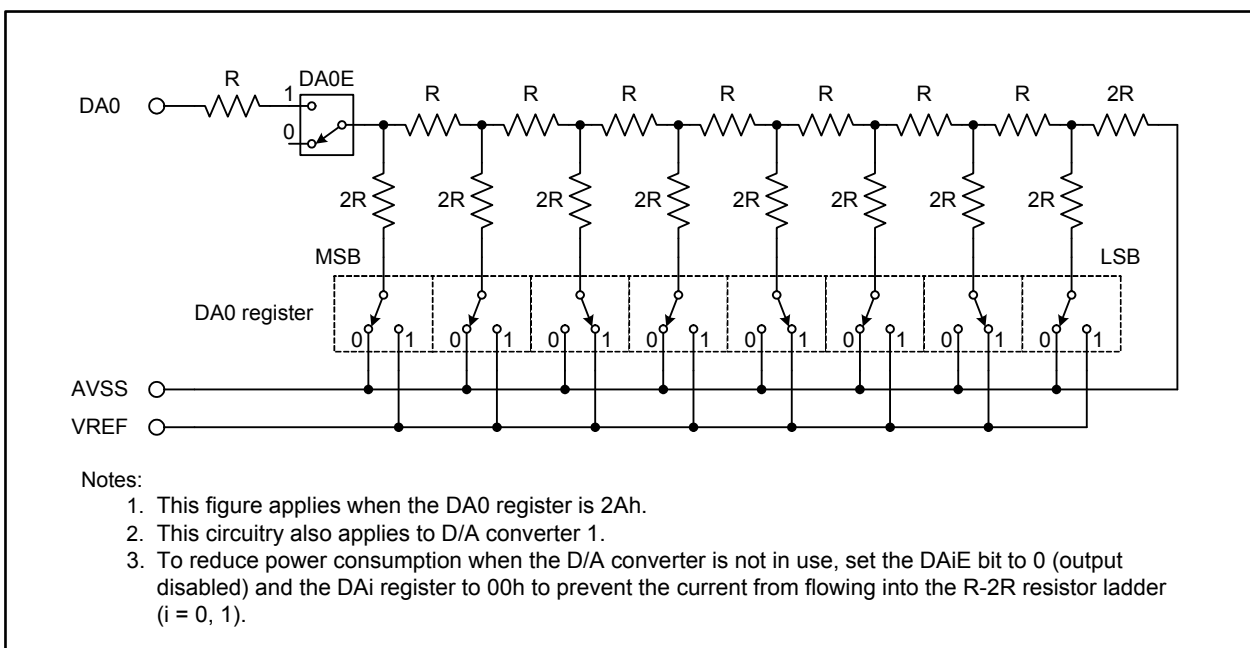 R DA0E R R R R R R R 2R
DA0 1
0
2R 2R 2R 2R 2R 2R 2R 2R
MSB LSB
DA0 register
0 1 0 1 0 1 0 1 0 1 0 1 0 1 0 1
AVSS
VREF
Notes:
1. This figure applies when the DA0 register is 2Ah.
2. This circuitry also applies to D/A converter 1.
3. To reduce power consumption when the D/A converter is not in use, set the DAiE bit to 0 (output
disabled) and the DAi register to 00h to prevent the current from flowing into the R-2R resistor ladder
(i = 0, 1).